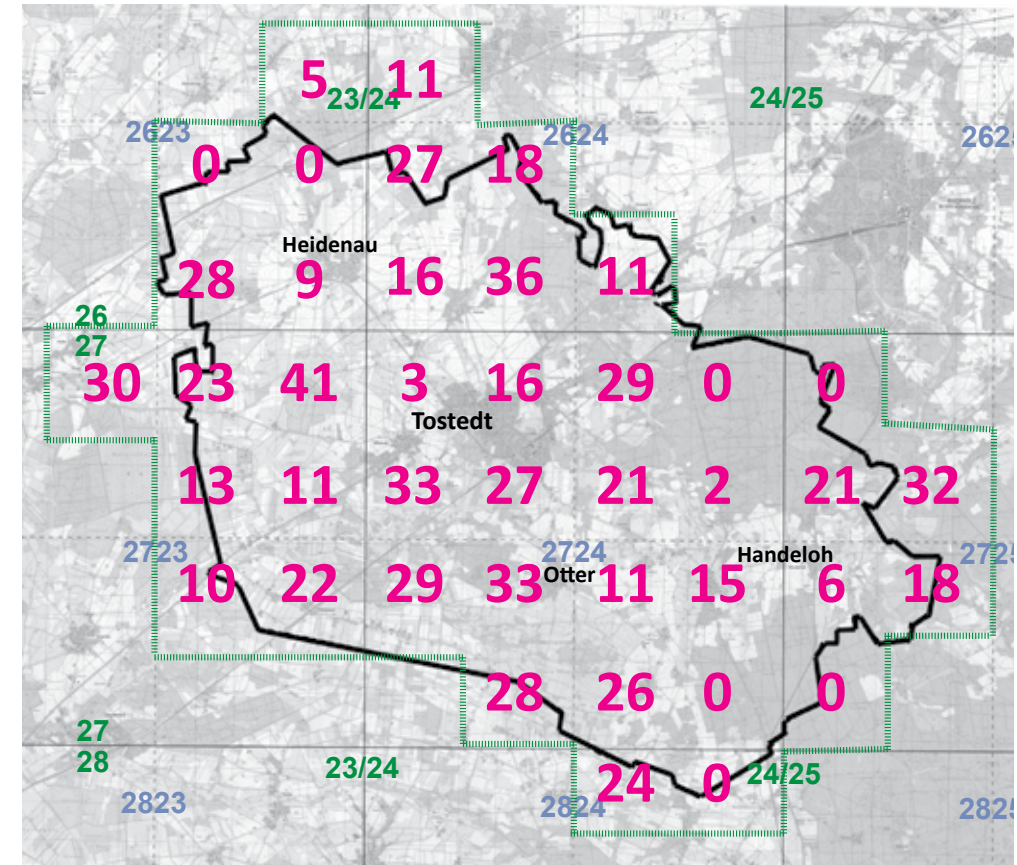 5 11
23/24 24/25
2623 2624 2625
0 0 27 18
Heidenau
28 9 16 36 11
26
27
30 23 41 3 16 29 0 0
Tostedt
13 11 33 27 21 2 21 32
2723 2724 Handeloh 2725
Otter
10 22 29 33 11 15 6 18
28 26 0 0
27
28
23/24 24/25
24 0
2823 2824 2825